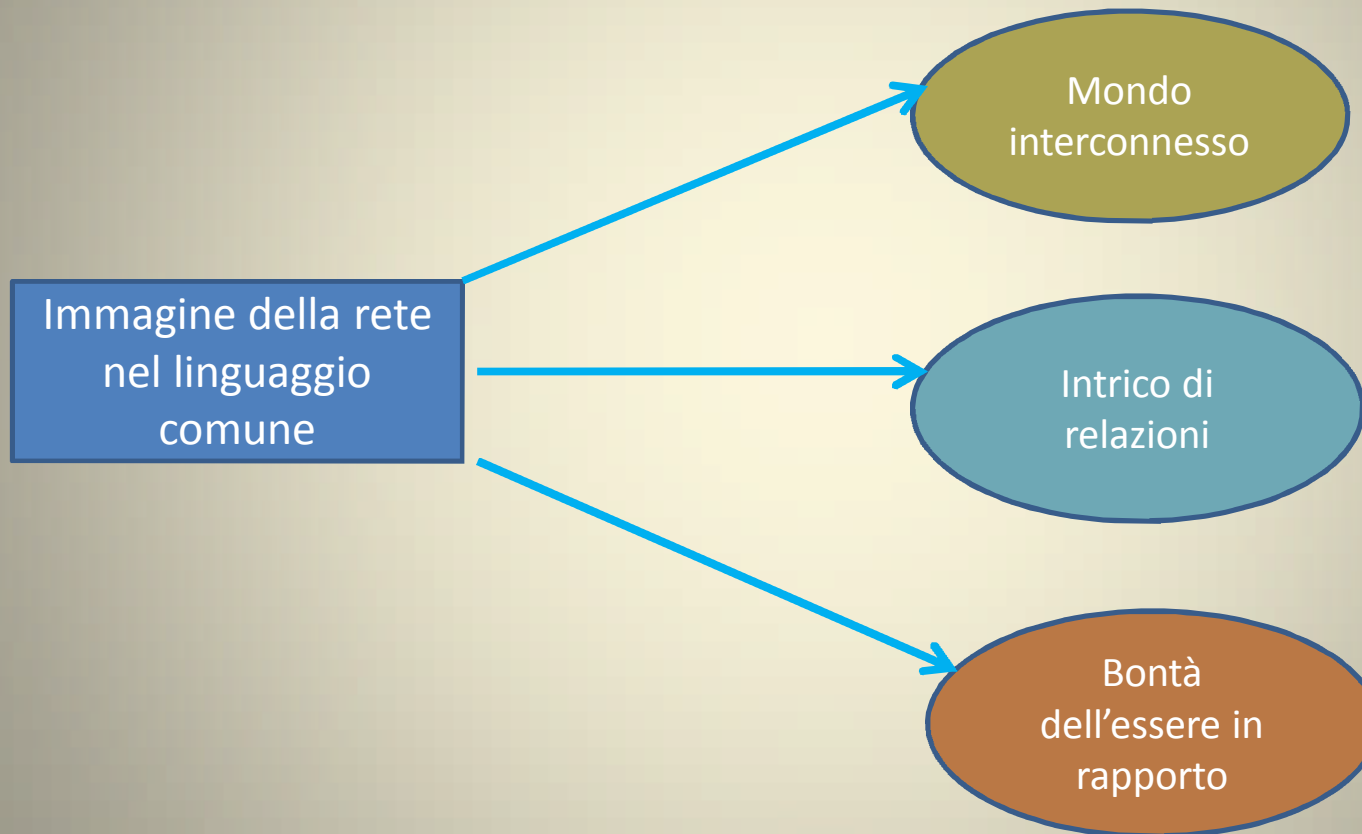 Immagine della rete
nel linguaggio
comune
Mondo
interconnesso
Intrico di
relazioni
Bontà
dell’essere in
rapporto